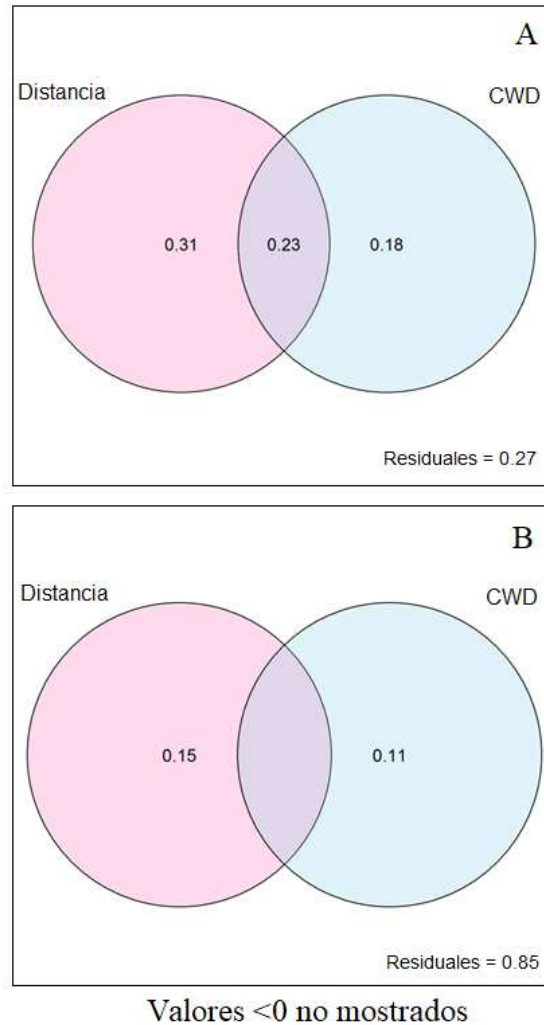 A
Distancia
CWD
0.31
0.23
0.18
Residuales = 0.27
B
Distancia
CWD
0.15
0.11
Residuales = 0.85
Valores <0 no mostrados